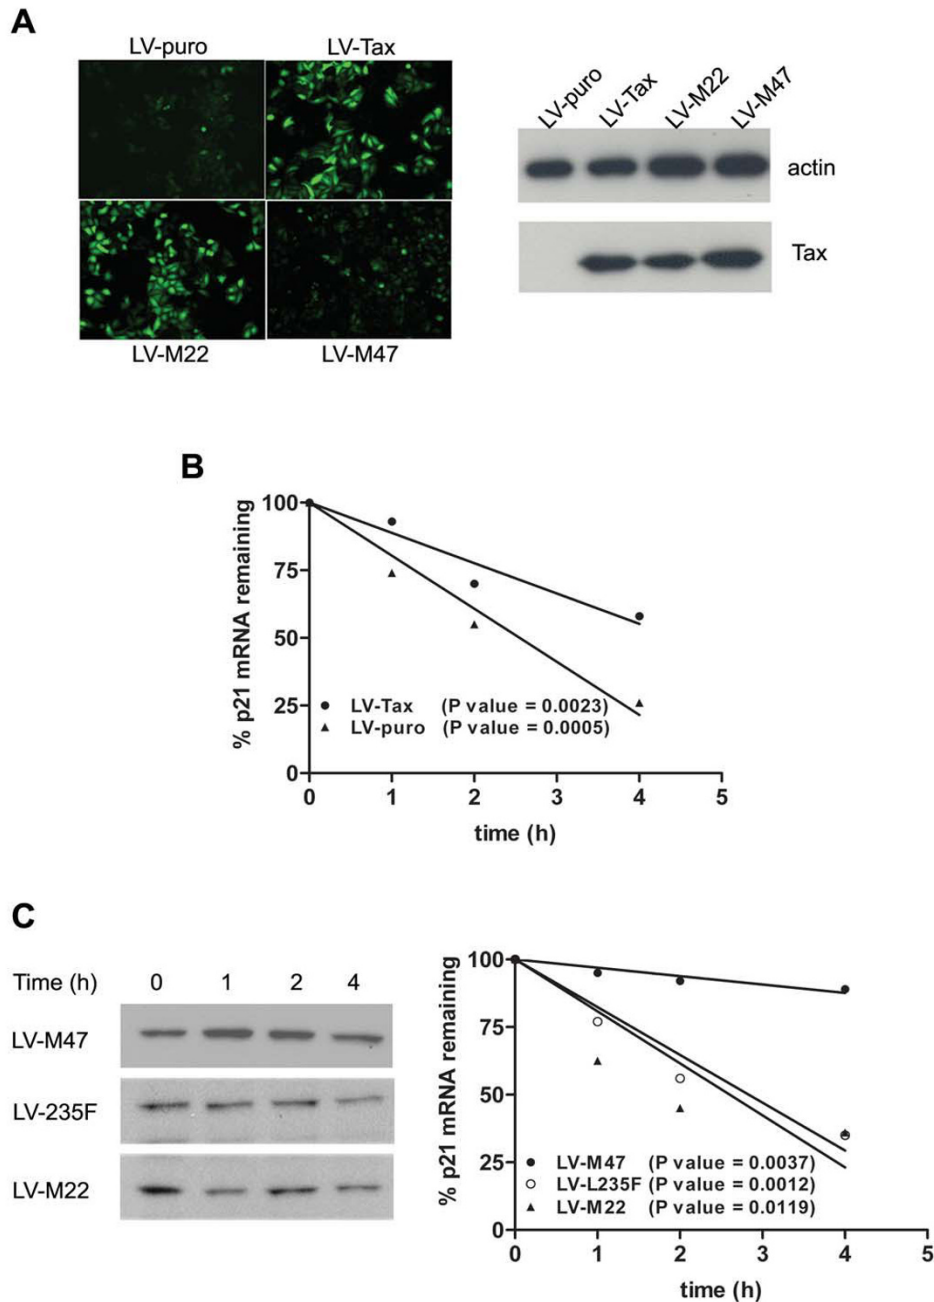 A
LV-puro LV-Tax
LV-M22 LV-M47
LV-puro LV-Tax LV-M22 LV-M47
actin
Tax
B
% p21 mRNA remaining
100
75
50
25
0
LV-Tax (P value = 0.0023)
LV-puro (P value = 0.0005)
0 1 2 3 4 5
time (h)
C
Time (h) 0 1 2 4
LV-M47
LV-235F
LV-M22
% p21 mRNA remaining
100
75
50
25
0
LV-M47 (P value = 0.0037)
LV-L235F (P value = 0.0012)
LV-M22 (P value = 0.0119)
0 1 2 3 4 5
time (h)